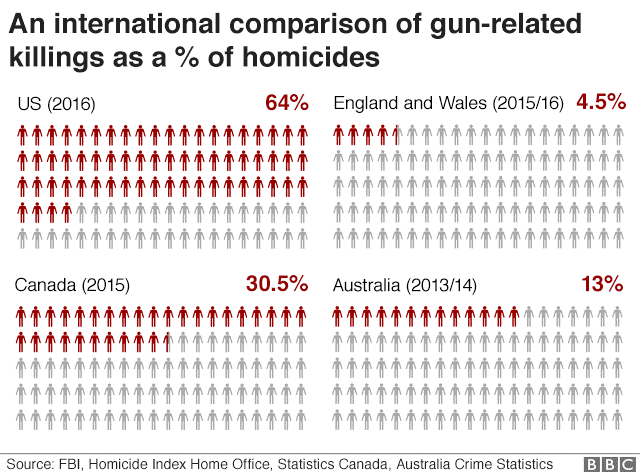 An international comparison of gun-related
killings as a % of homicides
US (2016) 64%
England and Wales (2015/16) 4.5%
Canada (2015) 30.5%
Australia (2013/14) 13%
Source: FBI, Homicide Index Home Office, Statistics Canada, Australia Crime Statistics
BBC